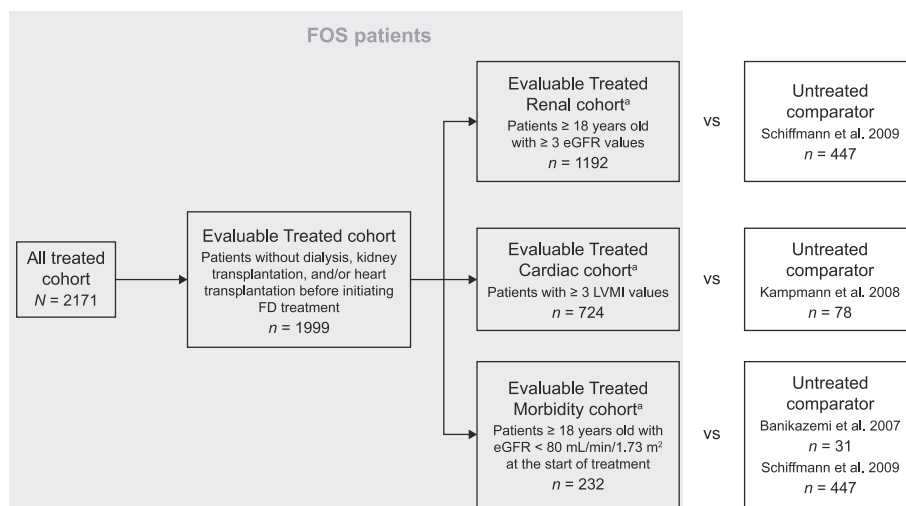 FOS patients
All treated
cohort
N = 2171
Evaluable Treated cohort
Patients without dialysis, kidney
transplantation, and/or heart
transplantation before initiating
FD treatment
n = 1999
Evaluable Treated
Renal cohortᵃ
Patients ≥ 18 years old
with ≥ 3 eGFR values
n = 1192
vs
Untreated
comparator
Schiffmann et al. 2009
n = 447
Evaluable Treated
Cardiac cohortᵃ
Patients with ≥ 3 LVMI values
n = 724
vs
Untreated
comparator
Kampmann et al. 2008
n = 78
Evaluable Treated
Morbidity cohortᵃ
Patients ≥ 18 years old with
eGFR < 80 mL/min/1.73 m²
at the start of treatment
n = 232
vs
Untreated
comparator
Banikazemi et al. 2007
n = 31
Schiffmann et al. 2009
n = 447